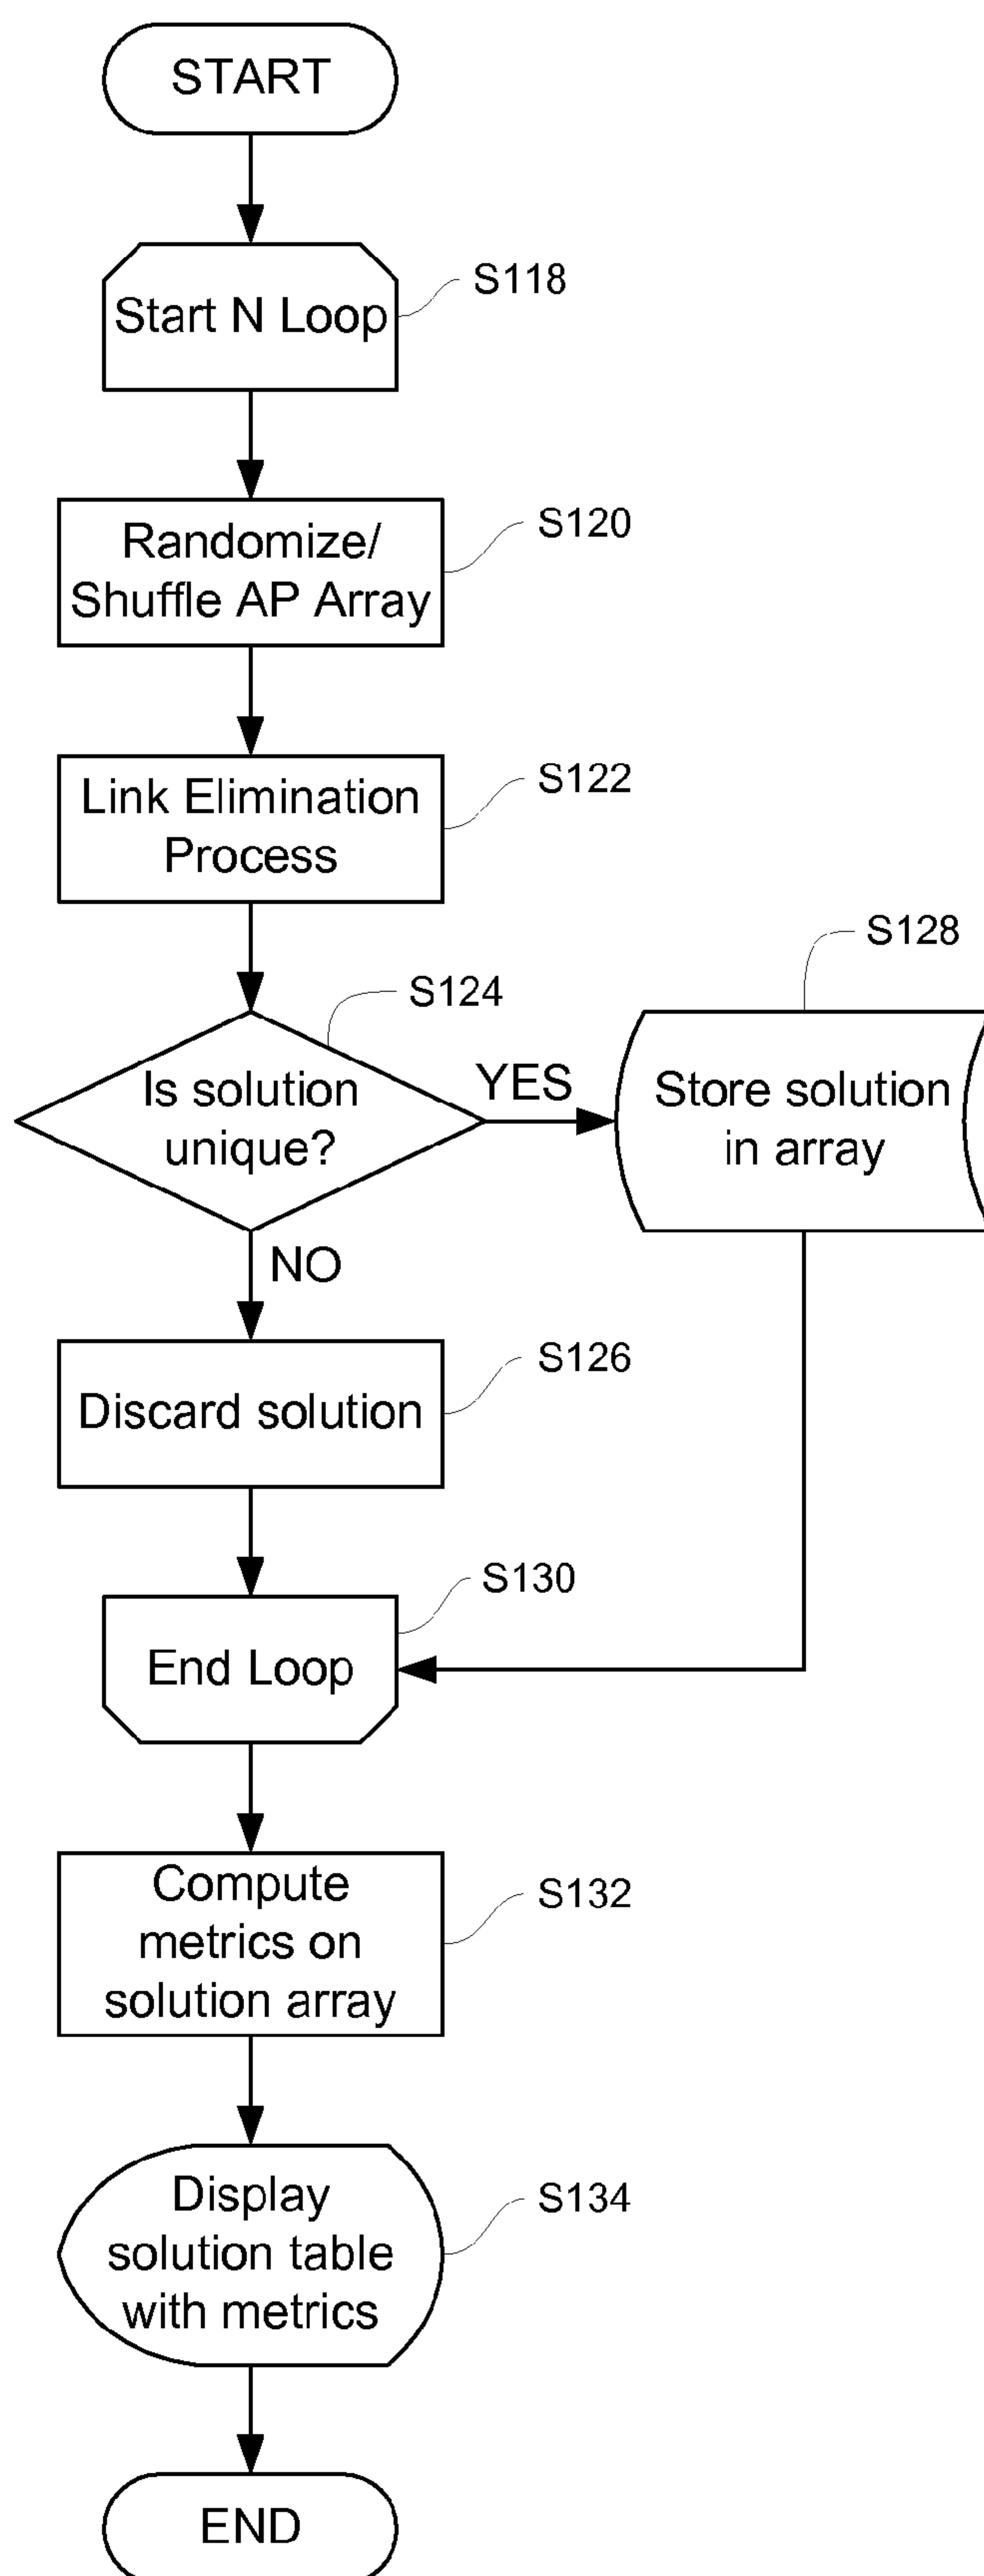 START
Start N Loop
S118
Randomize/
Shuffle AP Array
S120
Link Elimination
Process
S122
Is solution
unique?
S124
YES
Store solution
in array
S128
NO
Discard solution
S126
End Loop
S130
Compute
metrics on
solution array
S132
Display
solution table
with metrics
S134
END